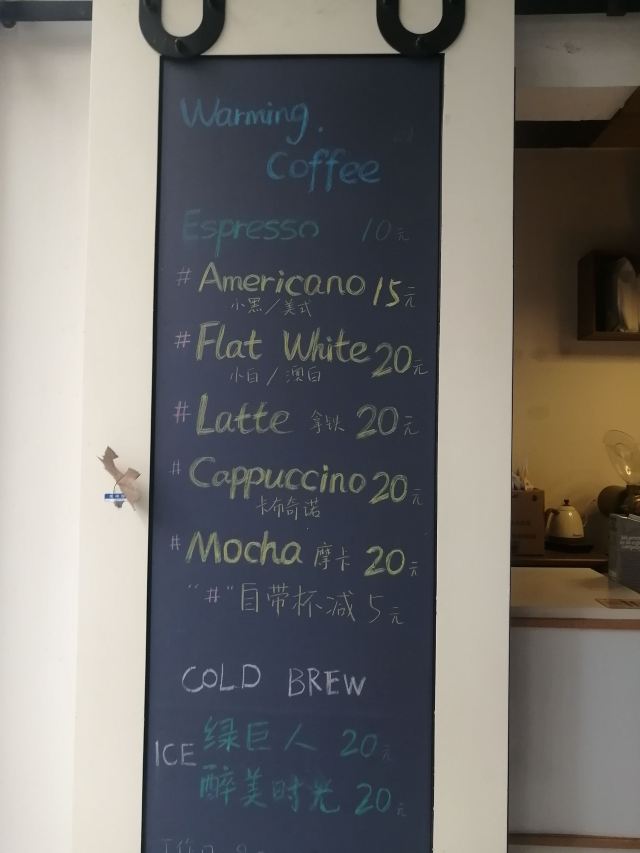 Warming.
Coffee
Espresso 10元
# Americano 15元
小黑/美式
# Flat White 20元
小白/澳白
# Latte 拿铁 20元
# Cappuccino 20元
卡布奇诺
# Mocha 摩卡 20元
"#"自带杯减 5元
COLD BREW
ICE 绿巨人 20元
醉美时光 20元